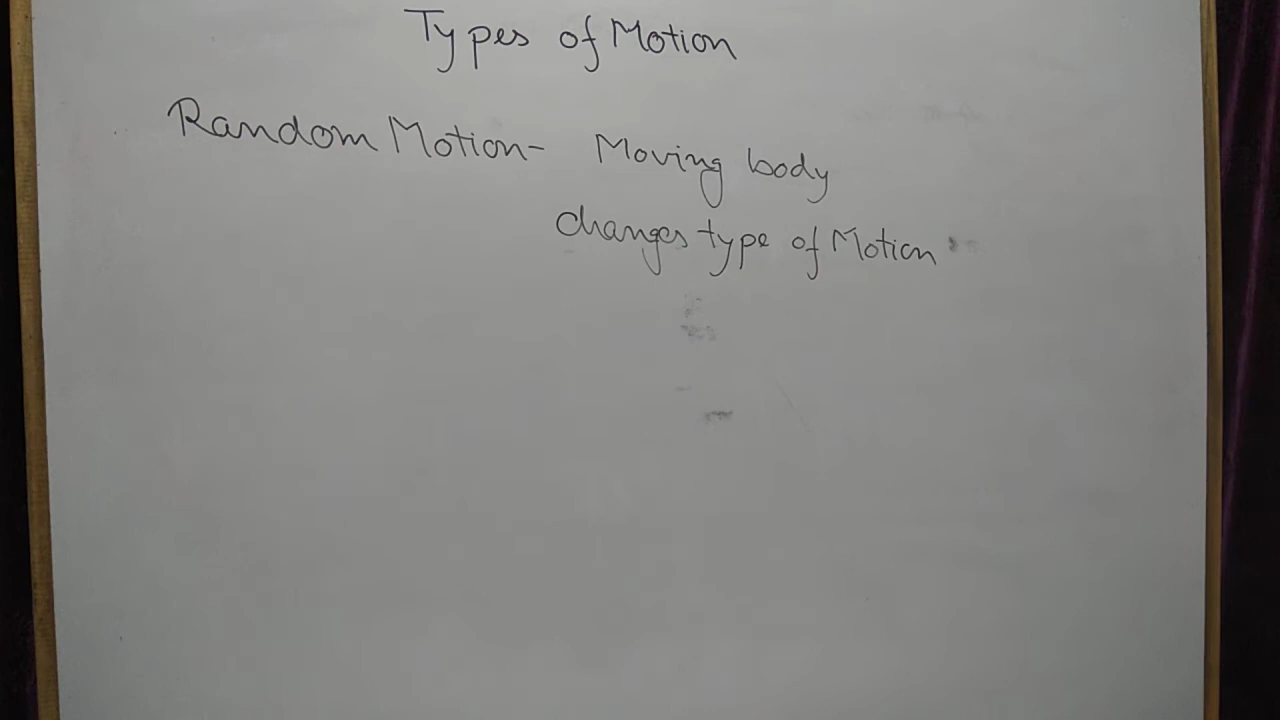 Types of Motion
Random Motion- Moving body
changes type of Motion